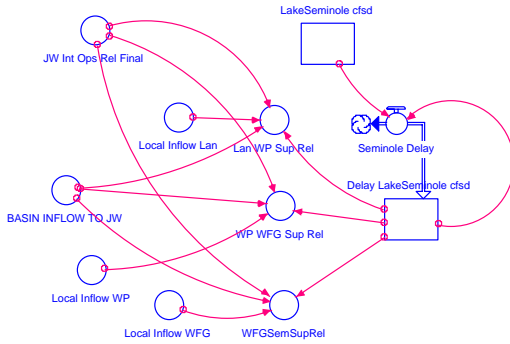 LakeSeminole cfsd
JW Int Ops Rel Final
Local Inflow Lan
Lan WP Sup Rel
Seminole Delay
Delay LakeSeminole cfsd
BASIN INFLOW TO JW
WP WFG Sup Rel
Local Inflow WP
Local Inflow WFG
WFGSemSupRel